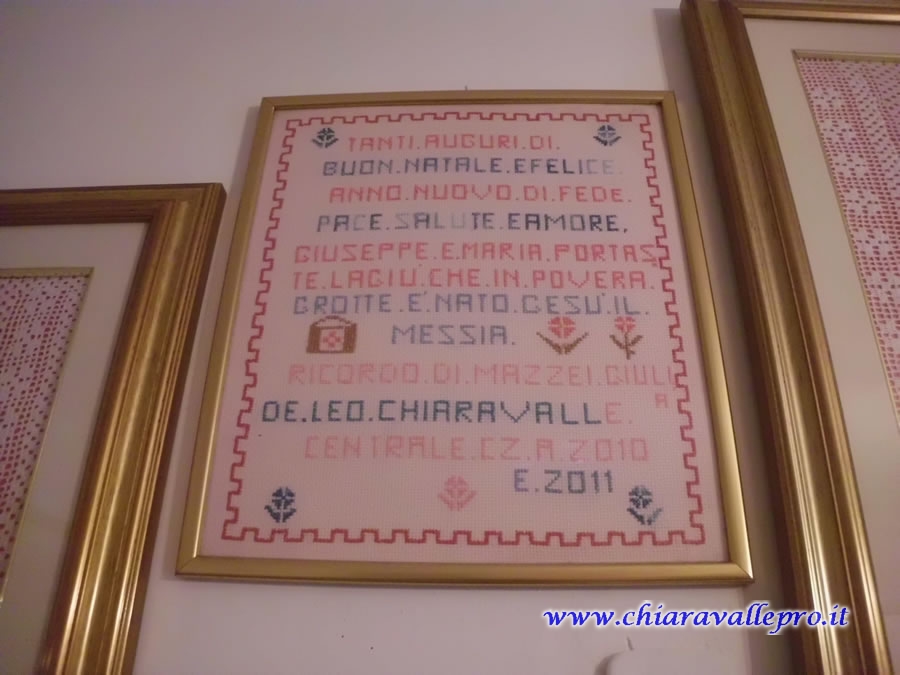 TANTI.AUGURI.DI.
BUON.NATALE.EFELICE.
ANNO.NUOVO.DI.FEDE.
PACE.SALUTE.EAMORE,
GIUSEPPE.E.MARIA.PORTAS
TE.LAGIU'.CHE.IN.POVERA.
GROTTE.E'.NATO.GESU'.IL.
MESSIA.
RICORDO.DI.MAZZEI.GIULI
A
DE.LEO.CHIARAVALLE.
CENTRALE.CZ.A.2010
E.2011
www.chiaravallepro.it